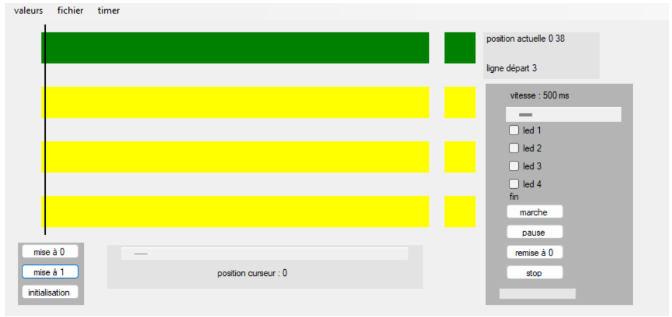 valeurs fichier timer
position actuelle 0 38
ligne départ 3
vitesse : 500 ms
led 1
led 2
led 3
led 4
fin
marche
pause
remise à 0
stop
mise à 0
mise à 1
initialisation
position curseur : 0